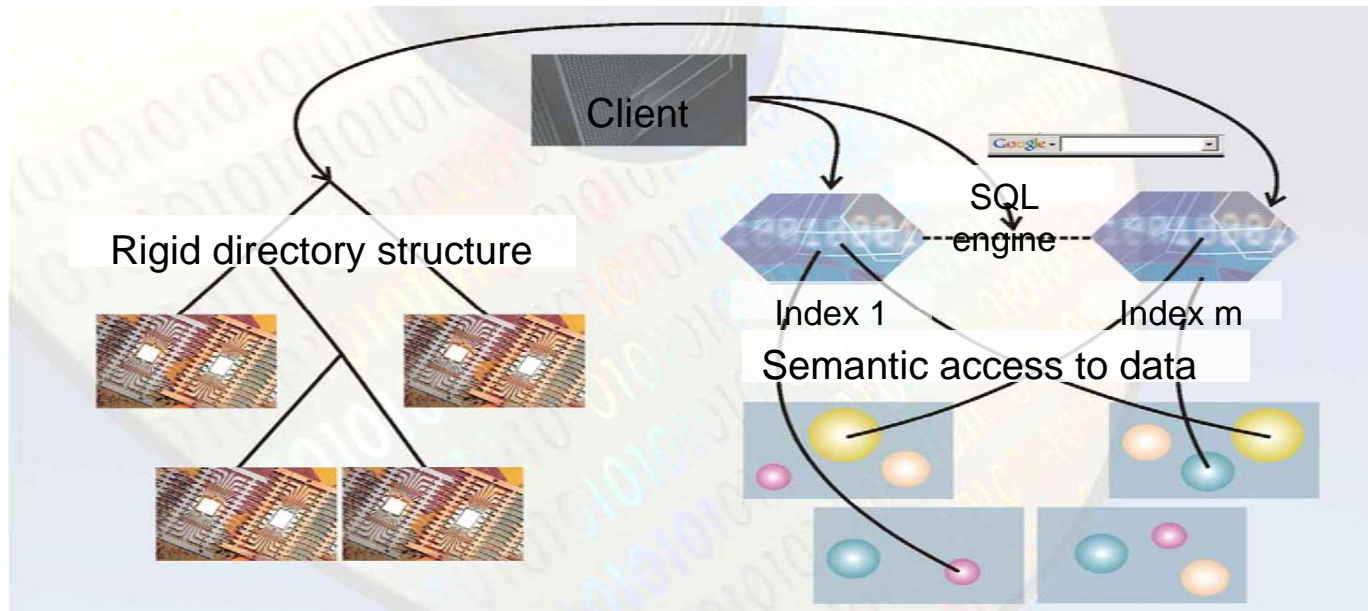 Client
Google -
SQL
engine
Rigid directory structure
Index 1
Index m
Semantic access to data